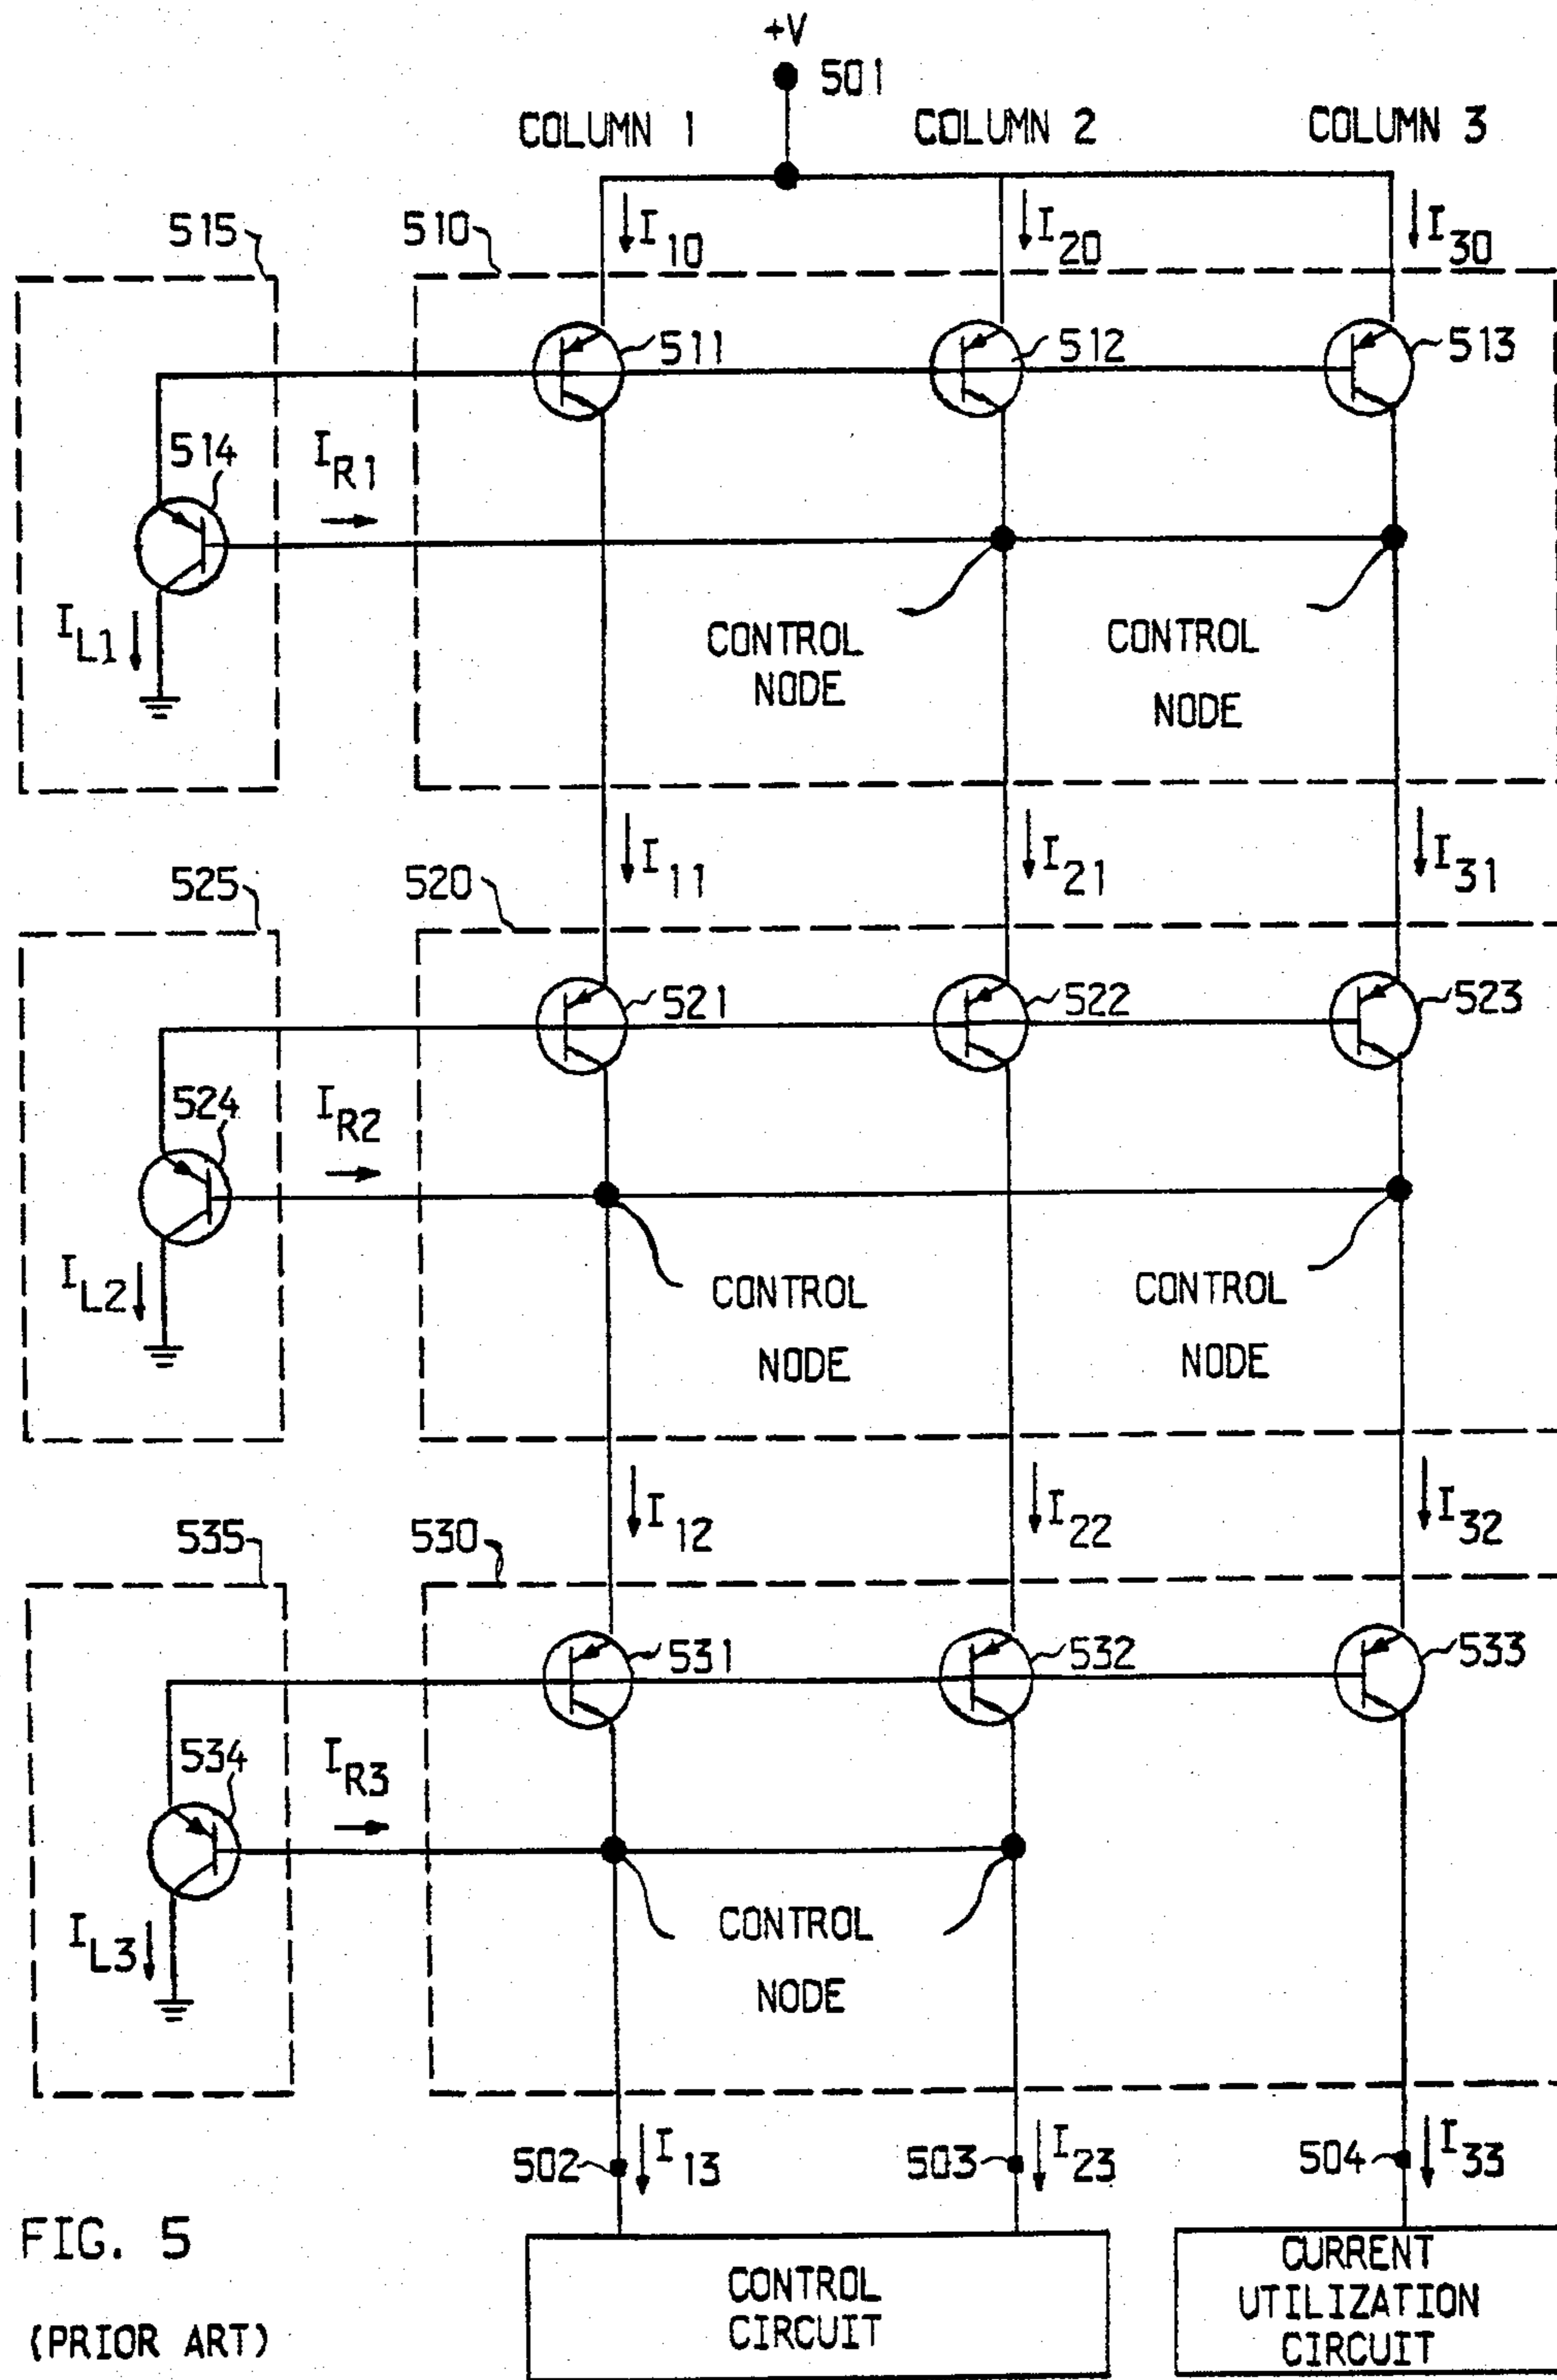 +V
501
COLUMN 1 COLUMN 2 COLUMN 3
515 510 I10 I20 I30
511 512 513
514 IR1
IL1
CONTROL NODE
CONTROL NODE
525 520 I11 I21 I31
521 522 523
524 IR2
IL2
CONTROL NODE
CONTROL NODE
535 530 I12 I22 I32
531 532 533
534 IR3
IL3
CONTROL NODE
502 I13 503 I23 504 I33
FIG. 5
(PRIOR ART)
CONTROL
CIRCUIT
CURRENT
UTILIZATION
CIRCUIT